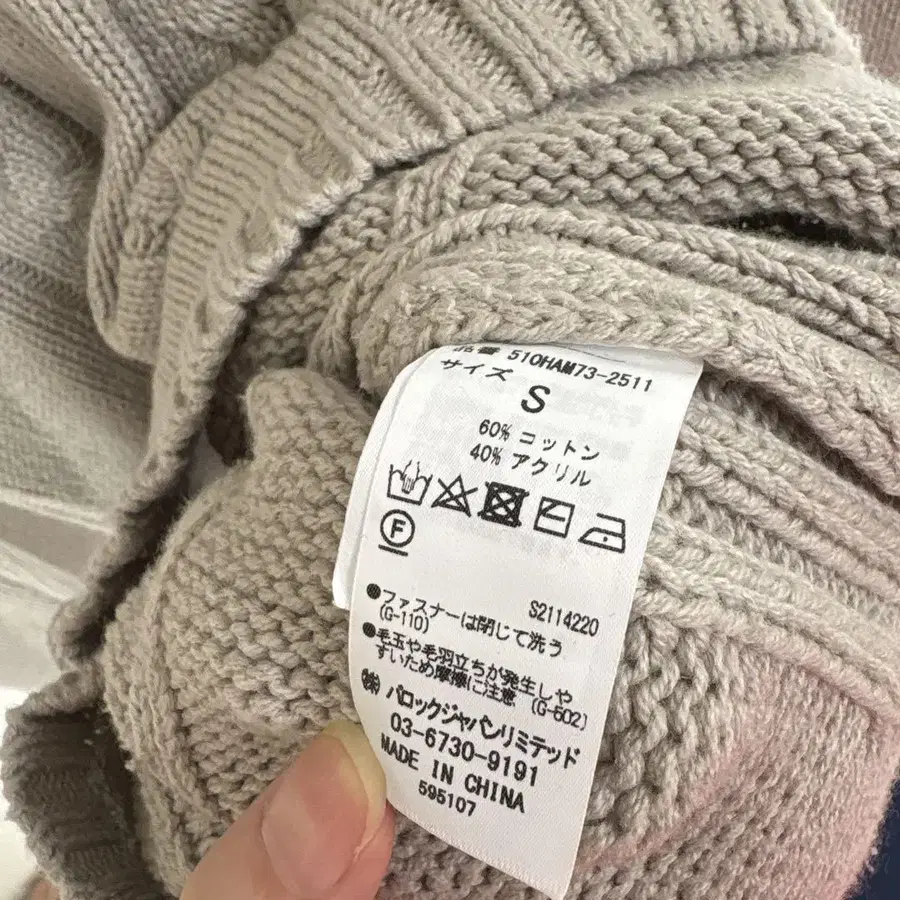 510HAM73-2511
サイズ
S
60% コットン
40% アクリル
F
S2114220
●ファスナーは閉じて洗う
(G-110)
●毛玉や毛羽立ちが発生しや
すいため摩擦に注意 (G-602)
(株) バロックジャパンリミテッド
03-6730-9191
MADE IN CHINA
595107